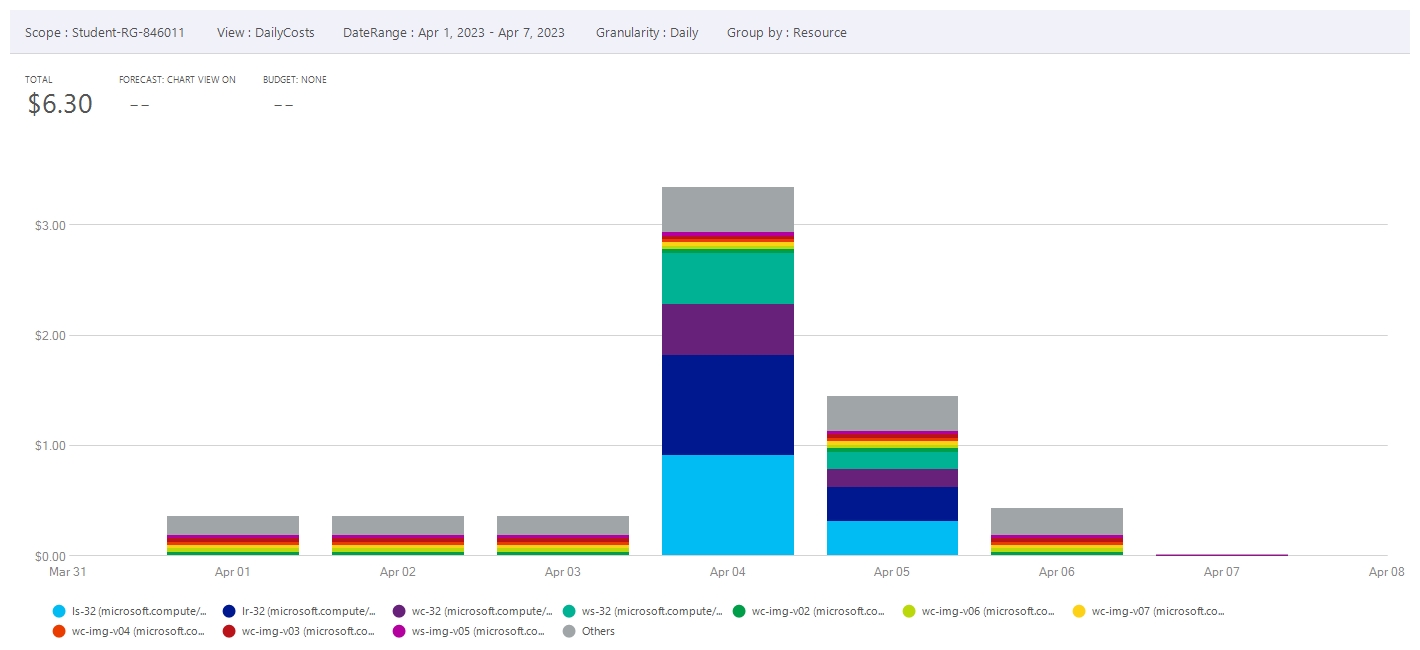 Scope : Student-RG-846011 View : DailyCosts DateRange : Apr 1, 2023 - Apr 7, 2023 Granularity : Daily Group by : Resource
TOTAL FORECAST: CHART VIEW ON BUDGET: NONE
$6.30 -- --
$3.00
$2.00
$1.00
$0.00
Mar 31 Apr 01 Apr 02 Apr 03 Apr 04 Apr 05 Apr 06 Apr 07 Apr 08
ls-32 (microsoft.compute/... lr-32 (microsoft.compute/... wc-32 (microsoft.compute/... ws-32 (microsoft.compute/... wc-img-v02 (microsoft.co... wc-img-v06 (microsoft.co... wc-img-v07 (microsoft.co...
wc-img-v04 (microsoft.co... wc-img-v03 (microsoft.co... ws-img-v05 (microsoft.co... Others